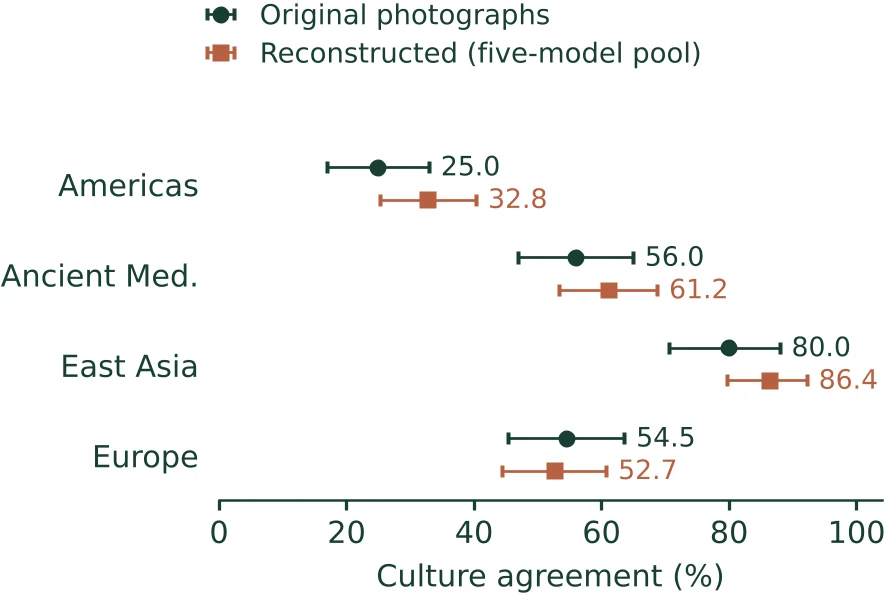 Original photographs
Reconstructed (five-model pool)
Americas
25.0
32.8
Ancient Med.
56.0
61.2
East Asia
80.0
86.4
Europe
54.5
52.7
0 20 40 60 80 100
Culture agreement (%)